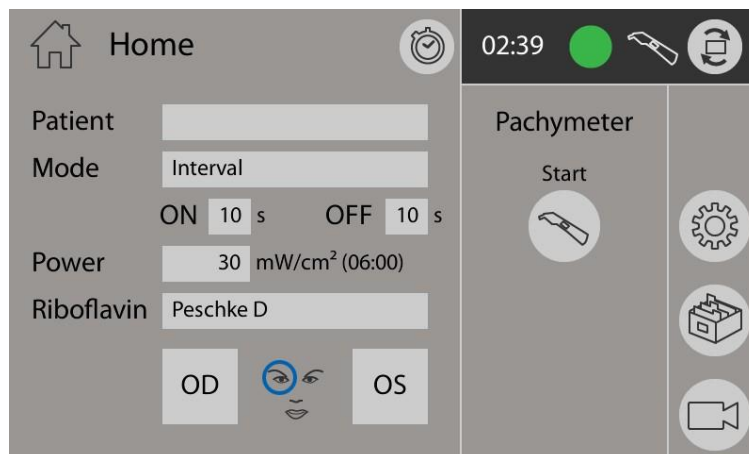 Home
02:39
Patient
Mode Interval
ON 10 s OFF 10 s
Power 30 mW/cm² (06:00)
Riboflavin Peschke D
OD OS
Pachymeter
Start